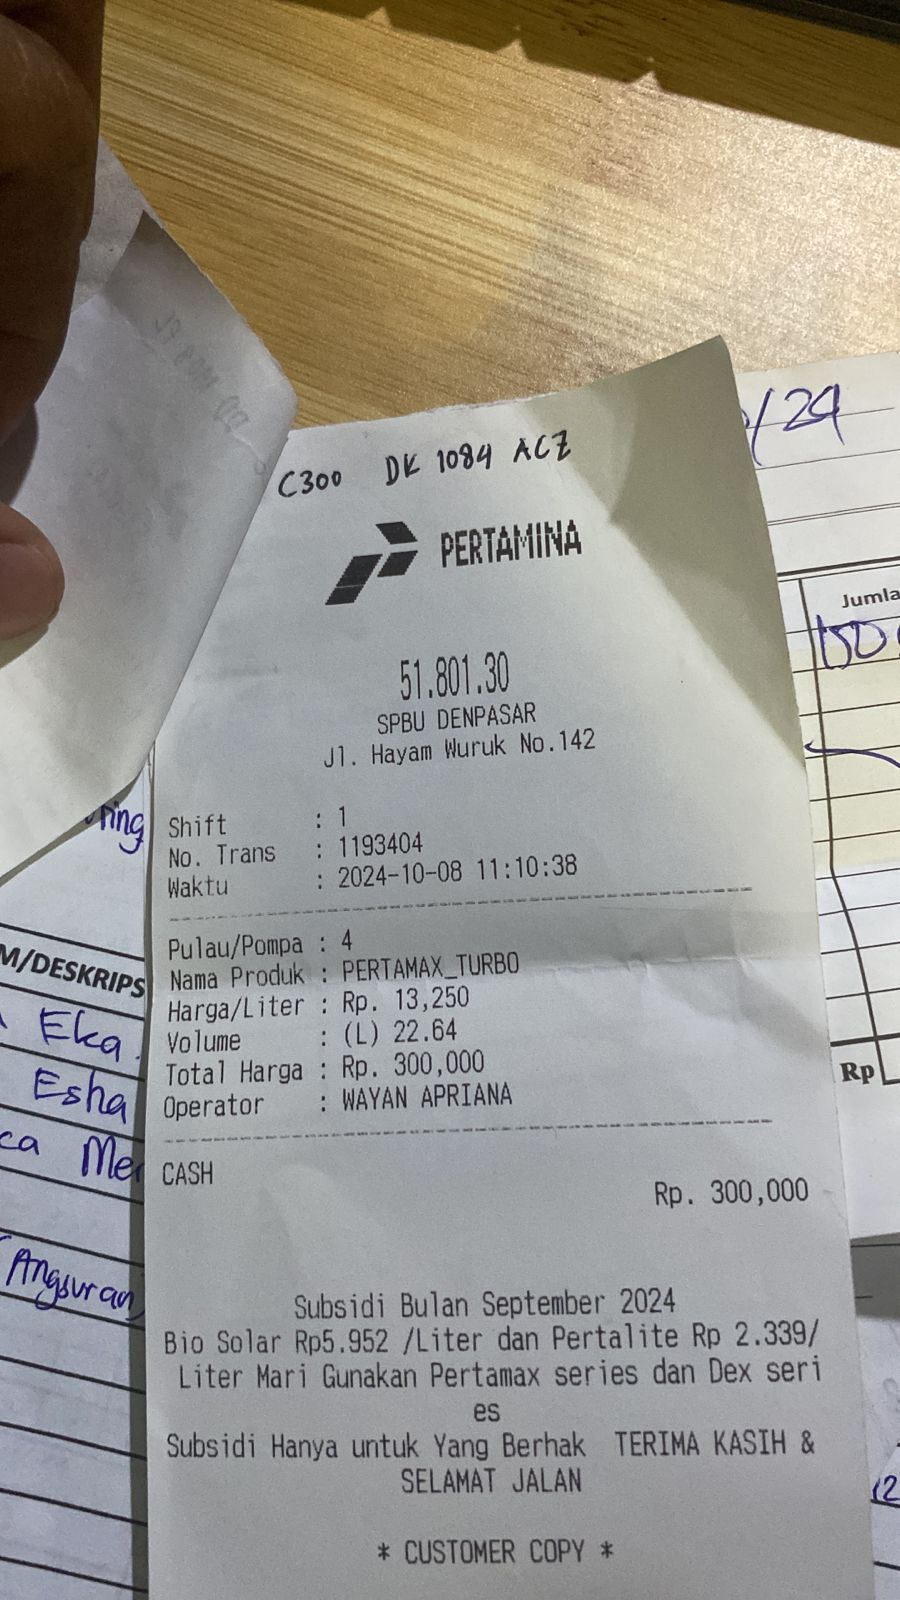 /24
C300 DK 1084 ACZ
PERTAMINA
51.801.30
SPBU DENPASAR
Jl. Hayam Wuruk No.142
Shift : 1
No. Trans : 1193404
Waktu : 2024-10-08 11:10:38
Pulau/Pompa : 4
Nama Produk : PERTAMAX_TURBO
Harga/Liter : Rp. 13,250
Volume : (L) 22.64
Total Harga : Rp. 300,000
Operator : WAYAN APRIANA
CASH
Rp. 300,000
Subsidi Bulan September 2024
Bio Solar Rp5.952 /Liter dan Pertalite Rp 2.339/
Liter Mari Gunakan Pertamax series dan Dex seri
es
Subsidi Hanya untuk Yang Berhak TERIMA KASIH &
SELAMAT JALAN
* CUSTOMER COPY *
M/DESKRIPS
Eka
Esha
ca Me
Angsuran
Jumla
150
Rp